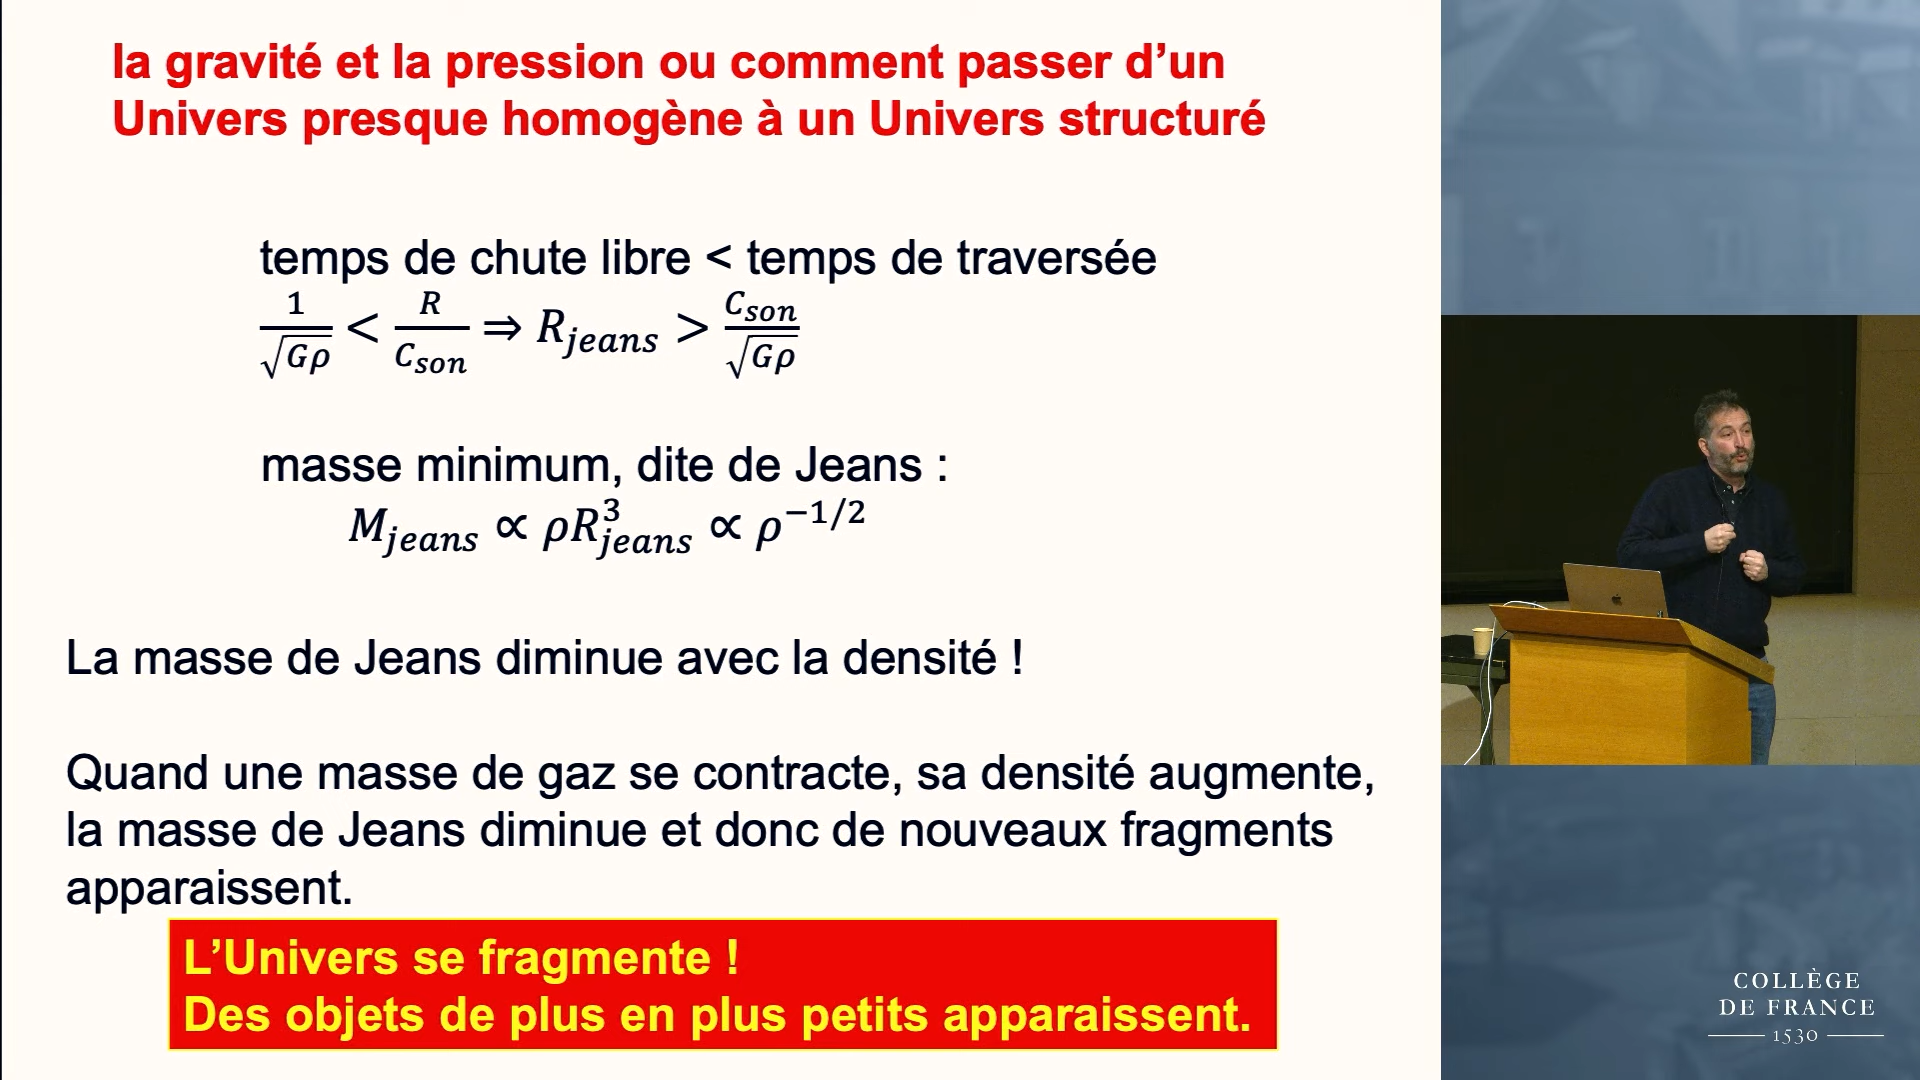 la gravité et la pression ou comment passer d’un
Univers presque homogène à un Univers structuré
temps de chute libre < temps de traversée
1/√Gρ < R/C_son ⇒ R_jeans > C_son/√Gρ
masse minimum, dite de Jeans :
M_jeans ∝ ρR³_jeans ∝ ρ^−1/2
La masse de Jeans diminue avec la densité !
Quand une masse de gaz se contracte, sa densité augmente,
la masse de Jeans diminue et donc de nouveaux fragments
apparaissent.
L’Univers se fragmente !
Des objets de plus en plus petits apparaissent.
COLLÈGE
DE FRANCE
1530